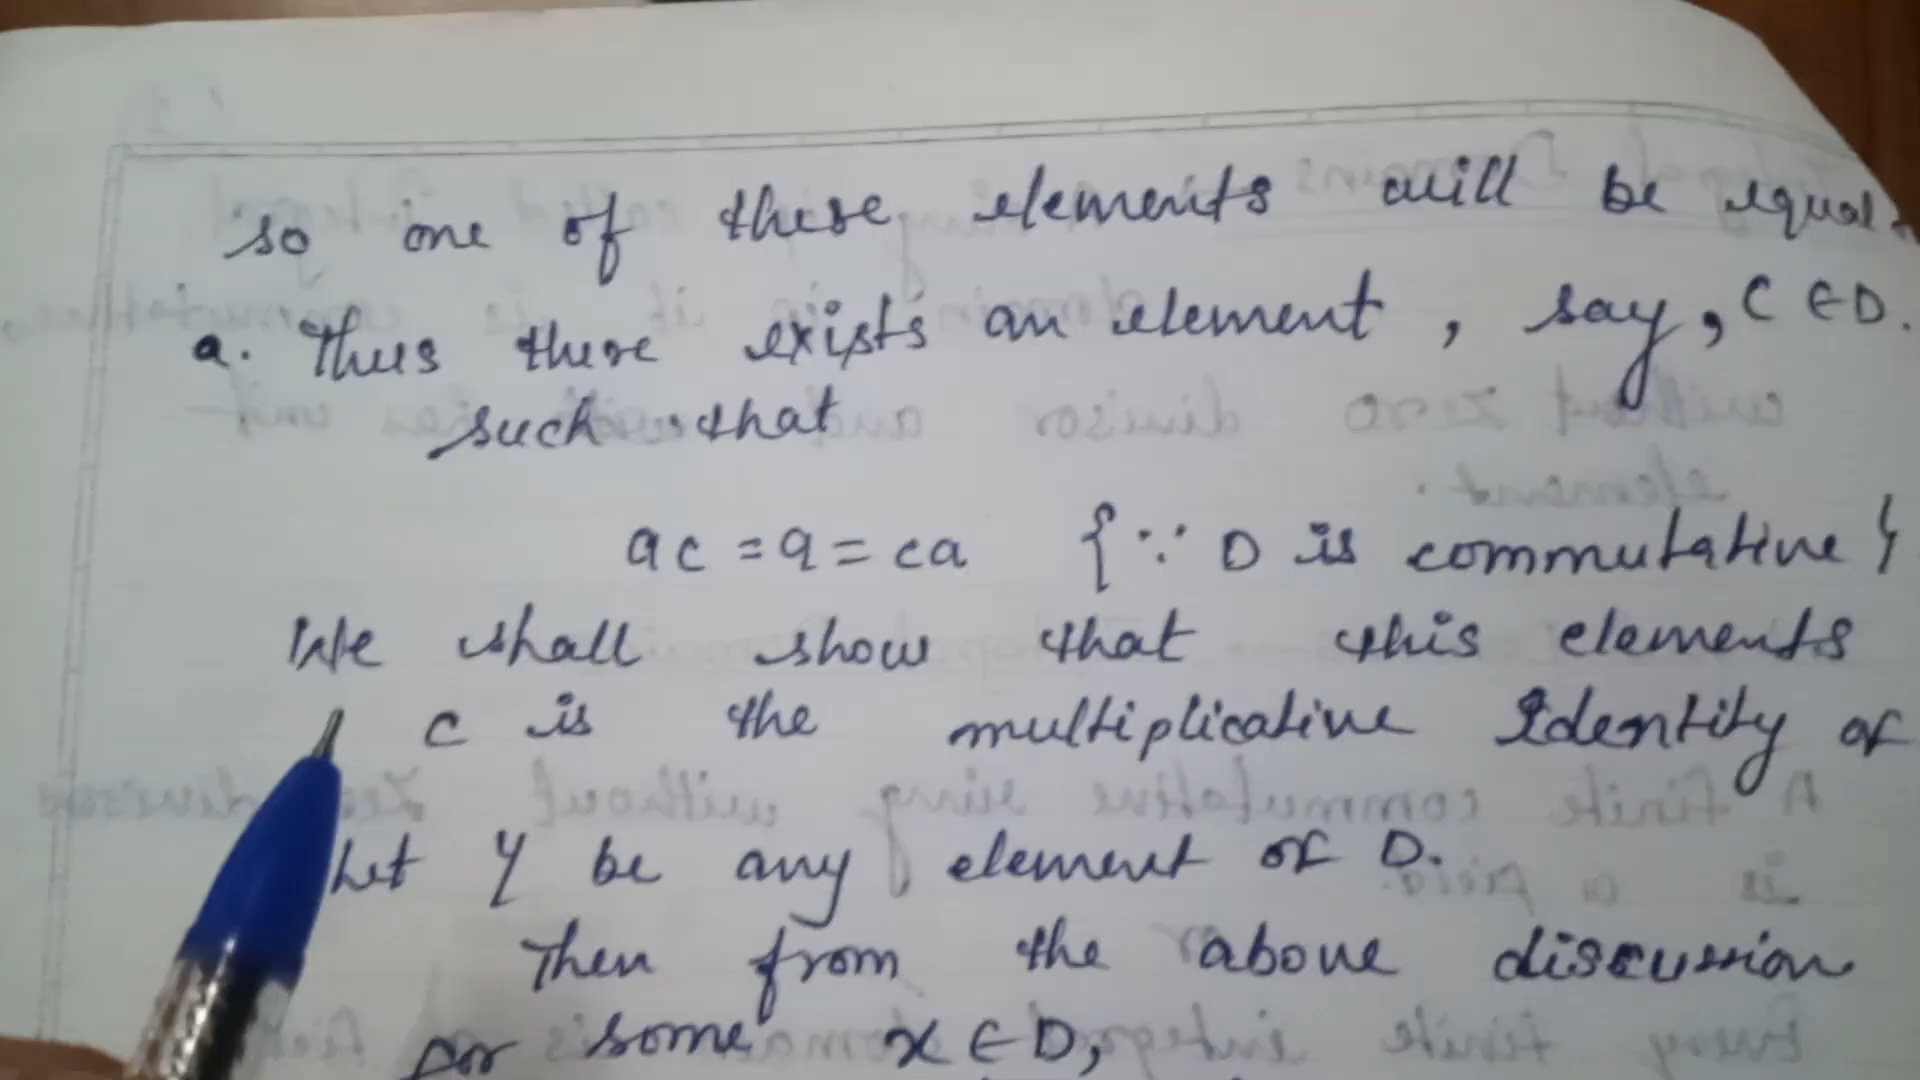 so one of these elements will be equal
a. Thus there exists an element, say, C ∈ D.
such that
ac = a = ca {∵ D is commutative}
We shall show that this elements
c is the multiplicative Identity of
Let y be any element of D.
Then from the above discussion
for some x ∈ D,